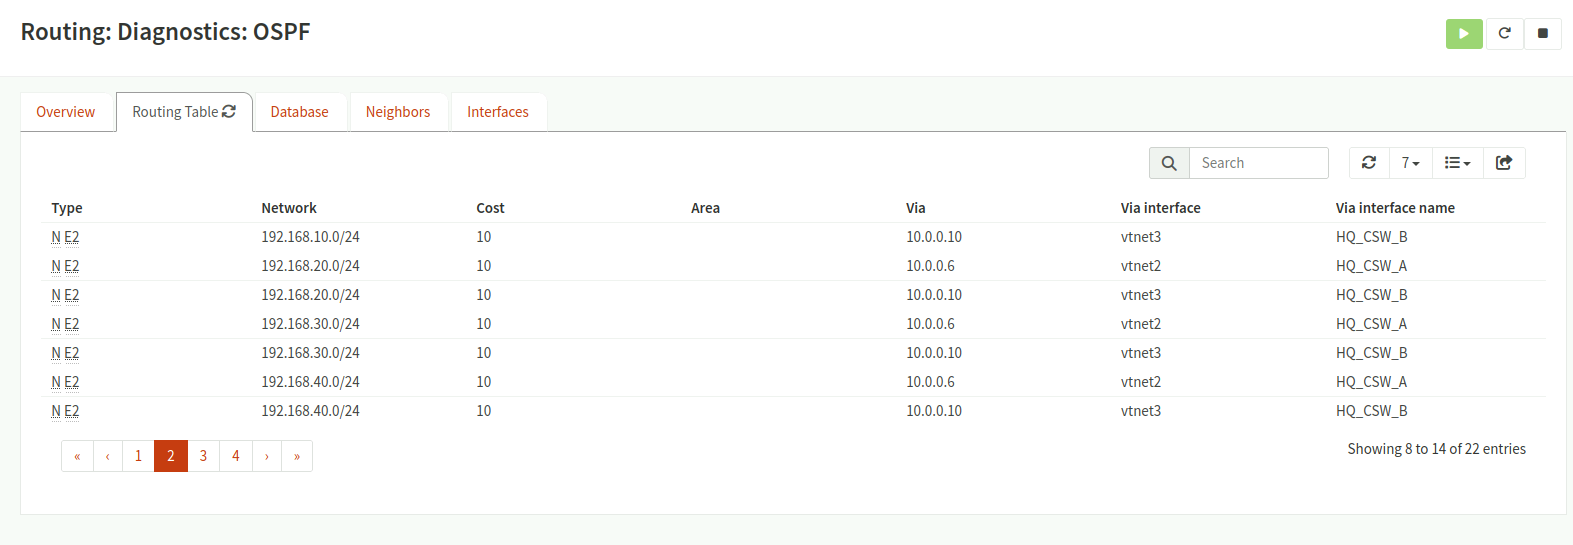 Routing: Diagnostics: OSPF
Overview Routing Table Database Neighbors Interfaces
Search 7
Type Network Cost Area Via Via interface Via interface name
N E2 192.168.10.0/24 10 10.0.0.10 vtnet3 HQ_CSW_B
N E2 192.168.20.0/24 10 10.0.0.6 vtnet2 HQ_CSW_A
N E2 192.168.20.0/24 10 10.0.0.10 vtnet3 HQ_CSW_B
N E2 192.168.30.0/24 10 10.0.0.6 vtnet2 HQ_CSW_A
N E2 192.168.30.0/24 10 10.0.0.10 vtnet3 HQ_CSW_B
N E2 192.168.40.0/24 10 10.0.0.6 vtnet2 HQ_CSW_A
N E2 192.168.40.0/24 10 10.0.0.10 vtnet3 HQ_CSW_B
« ‹ 1 2 3 4 › » Showing 8 to 14 of 22 entries